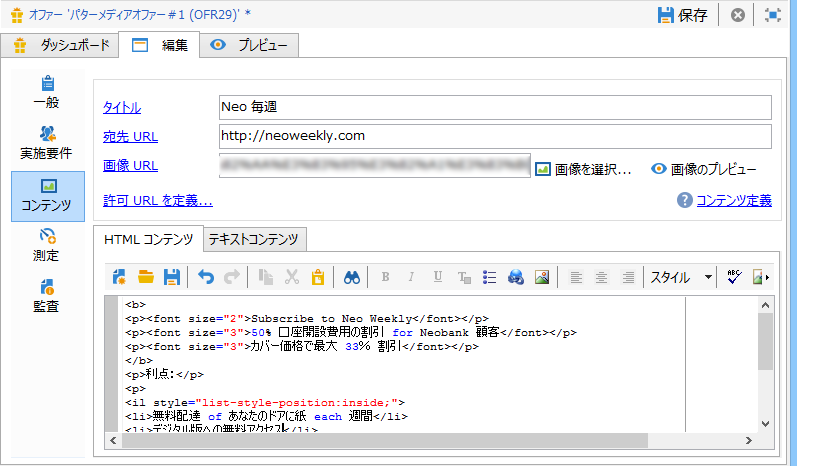 オファー 'パターメディアオファー＃1 (OFR29)' *
保存
ダッシュボード
編集
プレビュー
一般
実施要件
コンテンツ
測定
監査
タイトル
Neo 毎週
宛先 URL
http://neoweekly.com
画像 URL
画像を選択...
画像のプレビュー
許可 URL を定義...
コンテンツ定義
HTML コンテンツ
テキストコンテンツ
B I U T
スタイル
ABC
<b>
<p><font size="2">Subscribe to Neo Weekly</font></p>
<p><font size="3">50% 口座開設費用の割引 for Neobank 顧客</font></p>
<p><font size="3">カバー価格で最大 33％ 割引</font></p>
</b>
<p>利点:</p>
<p>
<il style="list-style-position:inside;">
<li>無料配達 of あなたのドアに紙 each 週間</li>
<li>デジタル版への無料アクセス</li>